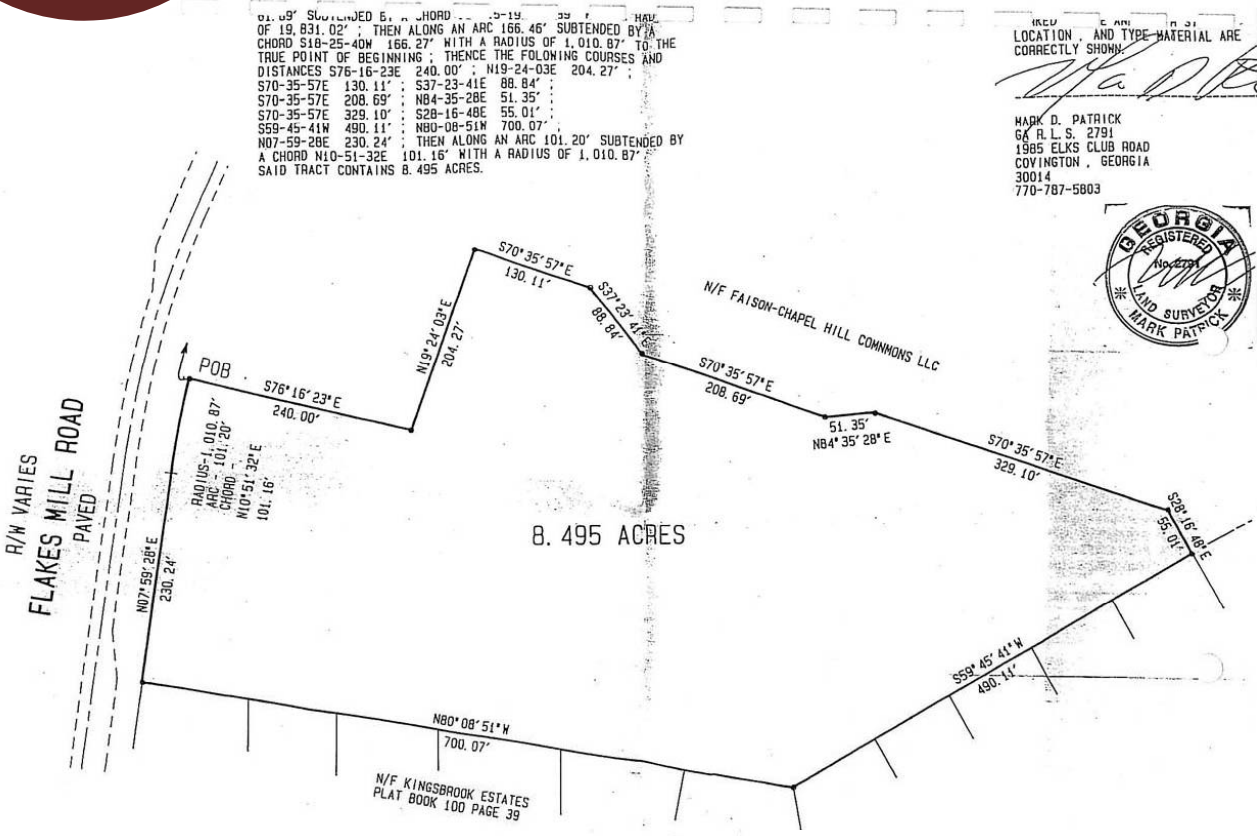 OF 19,831.02' ; THEN ALONG AN ARC 166.46' SUBTENDED BY A
CHORD S18-25-40W 166.27' WITH A RADIUS OF 1,010.87' TO THE
TRUE POINT OF BEGINNING ; THENCE THE FOLOWING COURSES AND
DISTANCES S76-16-23E 240.00' ; N19-24-03E 204.27' ;
S70-35-57E 130.11' ; S37-23-41E 88.84' ;
S70-35-57E 208.69' ; N84-35-28E 51.35' ;
S70-35-57E 329.10' ; S28-16-48E 55.01' ;
S59-45-41W 490.11' ; N80-08-51W 700.07' ;
N07-59-28E 230.24' ; THEN ALONG AN ARC 101.20' SUBTENDED BY
A CHORD N10-51-32E 101.16' WITH A RADIUS OF 1,010.87'
SAID TRACT CONTAINS 8.495 ACRES.
LOCATION , AND TYPE MATERIAL ARE
CORRECTLY SHOWN.
MARK D. PATRICK
GA R.L.S. 2791
1985 ELKS CLUB ROAD
COVINGTON , GEORGIA
30014
770-787-5803
GEORGIA
REGISTERED
No. 2791
LAND SURVEYOR
MARK PATRICK
S70°35'57"E
130.11'
S37°23'41"E
88.84'
N/F FAISON-CHAPEL HILL COMNMONS LLC
N19°24'03"E
204.27'
POB
S76°16'23"E
240.00'
S70°35'57"E
208.69'
51.35'
N84°35'28"E
S70°35'57"E
329.10'
S28°16'48"E
55.01'
RADIUS-1,010.87'
ARC - 101.20'
CHORD -
N10°51'32"E
101.16'
R/W VARIES
FLAKES MILL ROAD
PAVED
N07°59'28"E
230.24'
8.495 ACRES
S59°45'41"W
490.11'
N80°08'51"W
700.07'
N/F KINGSBROOK ESTATES
PLAT BOOK 100 PAGE 39